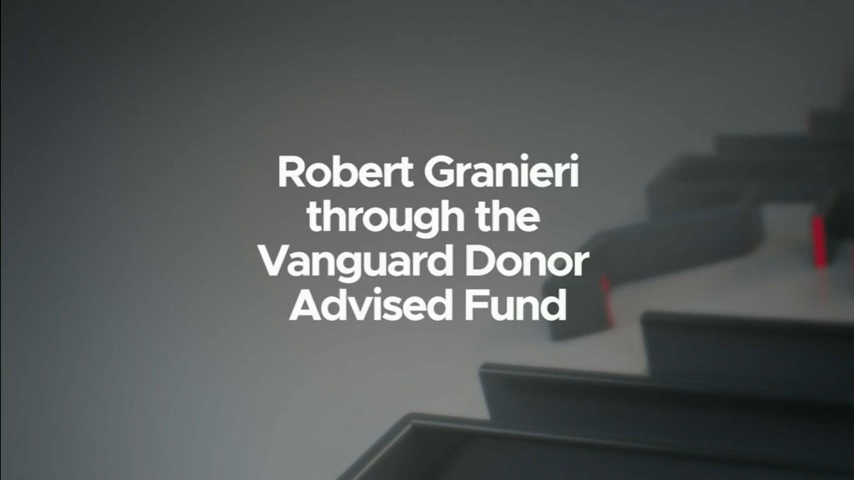 Robert Granieri
through the
Vanguard Donor
Advised Fund